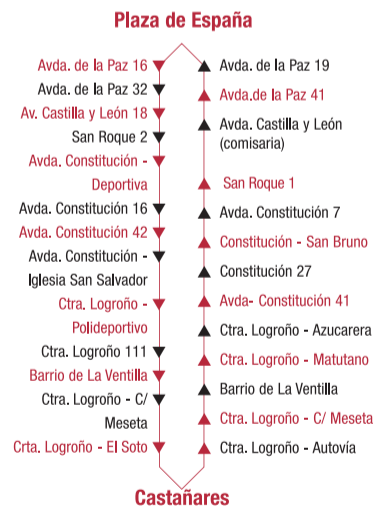 Plaza de España
Avda. de la Paz 16
Avda. de la Paz 32
Av. Castilla y León 18
San Roque 2
Avda. Constitución -
Deportiva
Avda. Constitución 16
Avda. Constitución 42
Avda. Constitución -
Iglesia San Salvador
Ctra. Logroño -
Polideportivo
Ctra. Logroño 111
Barrio de La Ventilla
Ctra. Logroño - C/
Meseta
Crta. Logroño - El Soto
Avda. de la Paz 19
Avda.de la Paz 41
Avda. Castilla y León
(comisaria)
San Roque 1
Avda. Constitución 7
Constitución - San Bruno
Constitución 27
Avda- Constitución 41
Ctra. Logroño - Azucarera
Ctra. Logroño - Matutano
Barrio de La Ventilla
Ctra. Logroño - C/ Meseta
Ctra. Logroño - Autovía
Castañares